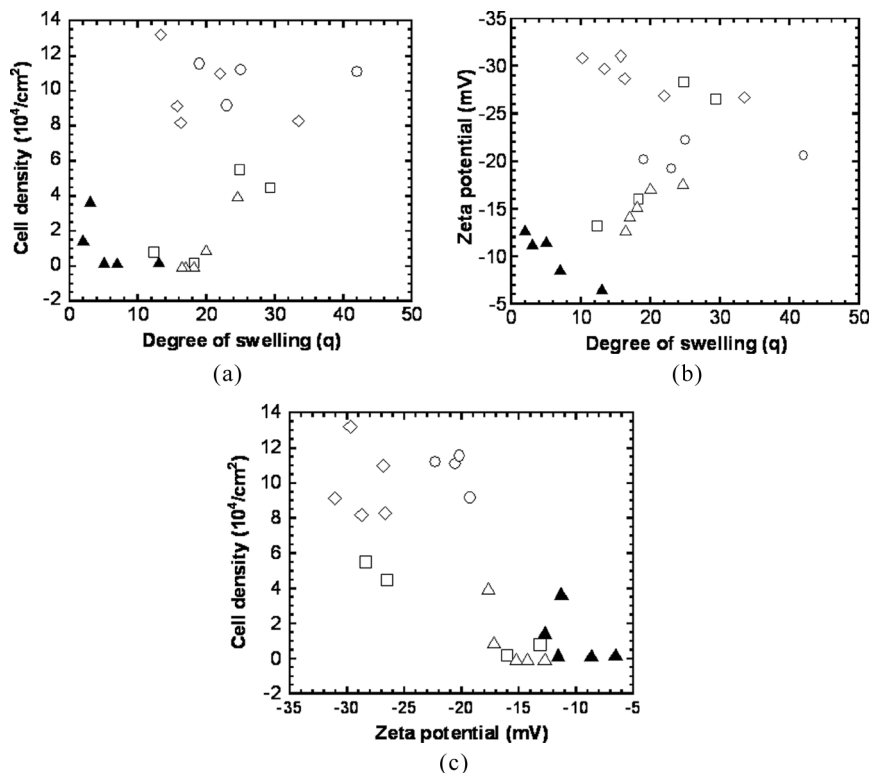 14
12
10
8
6
4
2
0
-2
Cell density (10⁴/cm²)
0 10 20 30 40 50
Degree of swelling (q)
(a)
-35
-30
-25
-20
-15
-10
-5
Zeta potential (mV)
0 10 20 30 40 50
Degree of swelling (q)
(b)
14
12
10
8
6
4
2
0
-2
Cell density (10⁴/cm²)
-35 -30 -25 -20 -15 -10 -5
Zeta potential (mV)
(c)